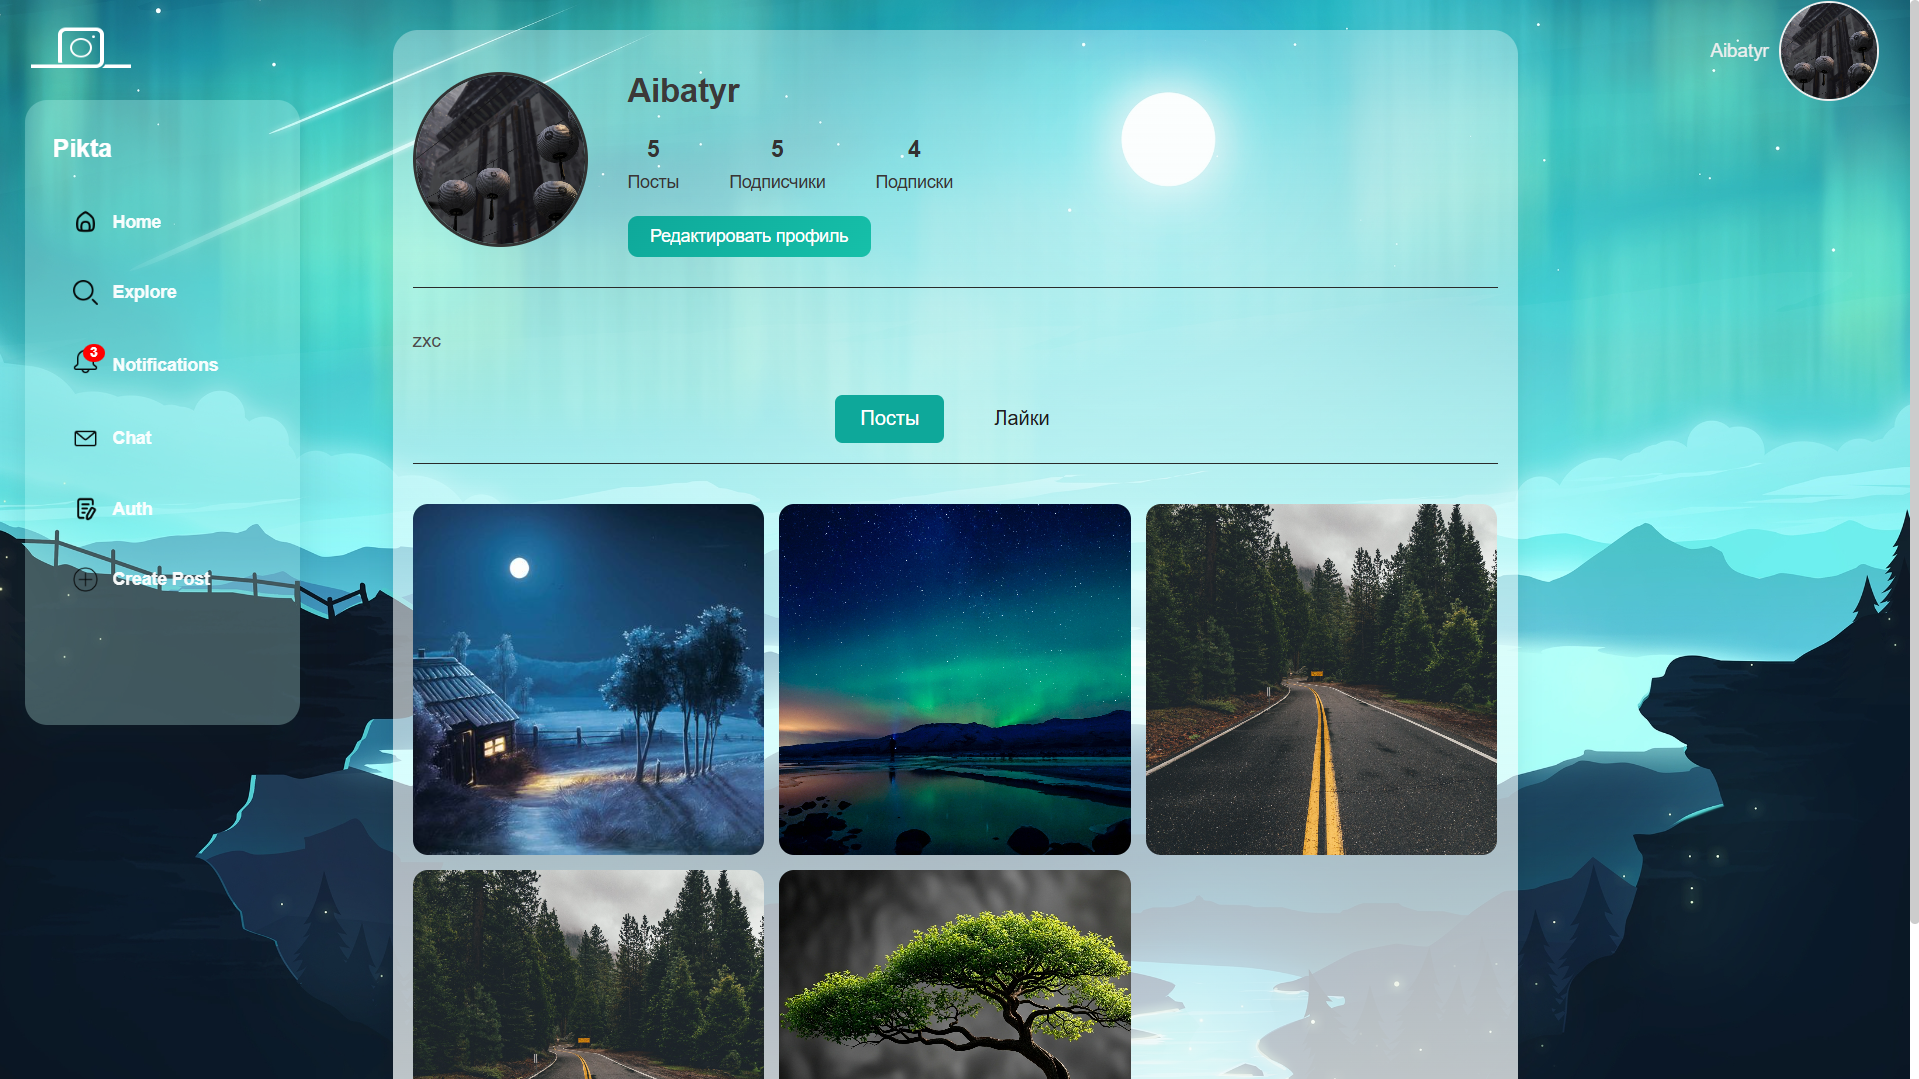 Aibatyr
Pikta
Home
Explore
3
Notifications
Chat
Auth
Create Post
Aibatyr
5
Посты
5
Подписчики
4
Подписки
Редактировать профиль
zxc
Посты
Лайки